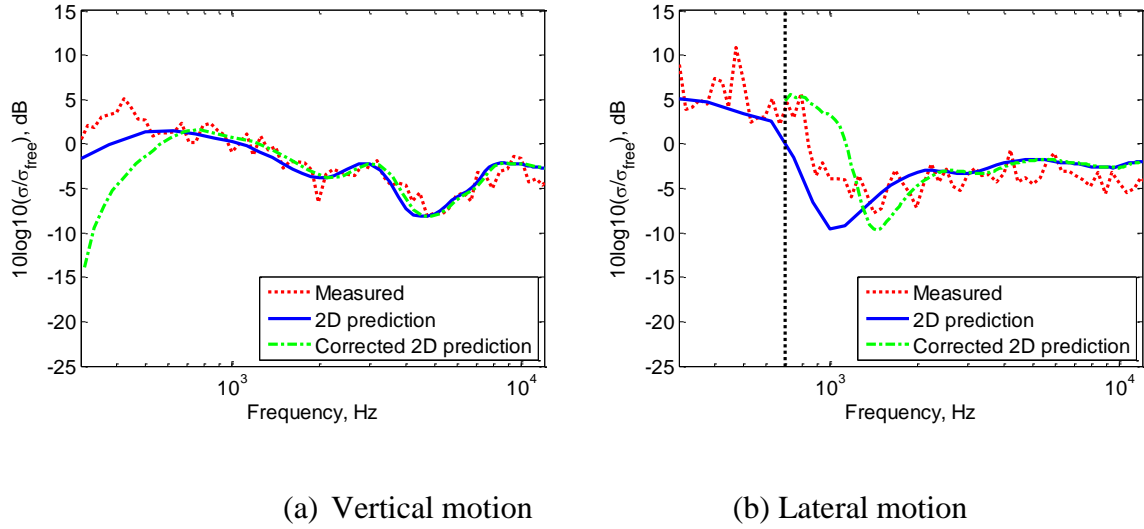 15
10
5
0
-5
-10
-15
-20
-25
10log10(σ/σfree), dB
Measured
2D prediction
Corrected 2D prediction
10³
10⁴
Frequency, Hz
(a) Vertical motion
15
10
5
0
-5
-10
-15
-20
-25
10log10(σ/σfree), dB
Measured
2D prediction
Corrected 2D prediction
10³
10⁴
Frequency, Hz
(b) Lateral motion